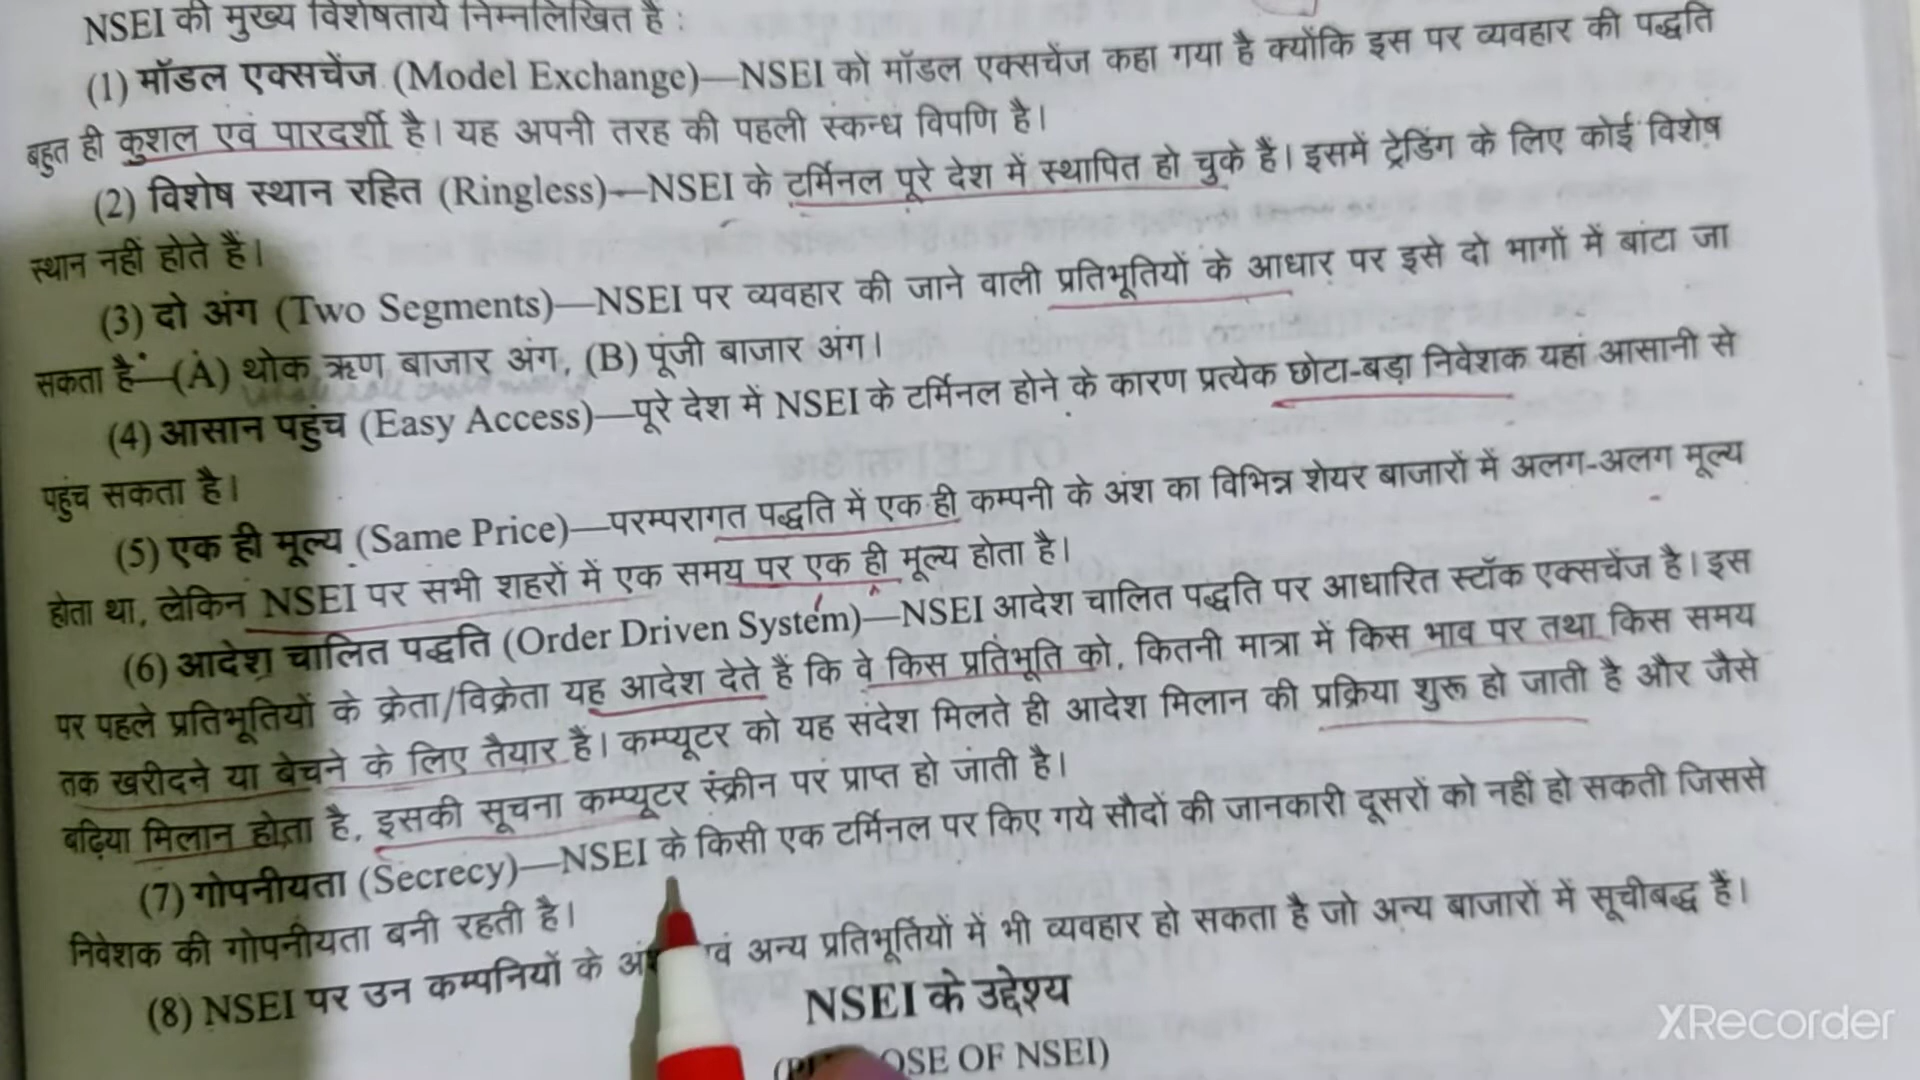 NSEI की मुख्य विशेषतायें निम्नलिखित हैं :
(1) मॉडल एक्सचेंज (Model Exchange)—NSEI को मॉडल एक्सचेंज कहा गया है क्योंकि इस पर व्यवहार की पद्धति
बहुत ही कुशल एवं पारदर्शी है। यह अपनी तरह की पहली स्कन्ध विपणि है।
(2) विशेष स्थान रहित (Ringless)—NSEI के टर्मिनल पूरे देश में स्थापित हो चुके हैं। इसमें ट्रेडिंग के लिए कोई विशेष
स्थान नहीं होते हैं।
(3) दो अंग (Two Segments)—NSEI पर व्यवहार की जाने वाली प्रतिभूतियों के आधार पर इसे दो भागों में बांटा जा
सकता है—(A) थोक ऋण बाजार अंग, (B) पूंजी बाजार अंग।
(4) आसान पहुंच (Easy Access)—पूरे देश में NSEI के टर्मिनल होने के कारण प्रत्येक छोटा-बड़ा निवेशक यहां आसानी से
पहुंच सकता है।
(5) एक ही मूल्य (Same Price)—परम्परागत पद्धति में एक ही कम्पनी के अंश का विभिन्न शेयर बाजारों में अलग-अलग मूल्य
होता था, लेकिन NSEI पर सभी शहरों में एक समय पर एक ही मूल्य होता है।
(6) आदेश चालित पद्धति (Order Driven System)—NSEI आदेश चालित पद्धति पर आधारित स्टॉक एक्सचेंज है। इस
पर पहले प्रतिभूतियों के क्रेता/विक्रेता यह आदेश देते हैं कि वे किस प्रतिभूति को, कितनी मात्रा में किस भाव पर तथा किस समय
तक खरीदने या बेचने के लिए तैयार है। कम्प्यूटर को यह संदेश मिलते ही आदेश मिलान की प्रक्रिया शुरू हो जाती है और जैसे
बढ़िया मिलान होता है, इसकी सूचना कम्प्यूटर स्क्रीन पर प्राप्त हो जाती है।
(7) गोपनीयता (Secrecy)—NSEI के किसी एक टर्मिनल पर किए गये सौदों की जानकारी दूसरों को नहीं हो सकती जिससे
निवेशक की गोपनीयता बनी रहती है।
(8) NSEI पर उन कम्पनियों के एवं अन्य प्रतिभूतियों में भी व्यवहार हो सकता है जो अन्य बाजारों में सूचीबद्ध हैं।
NSEI के उद्देश्य
OF NSEI)
XRecorder